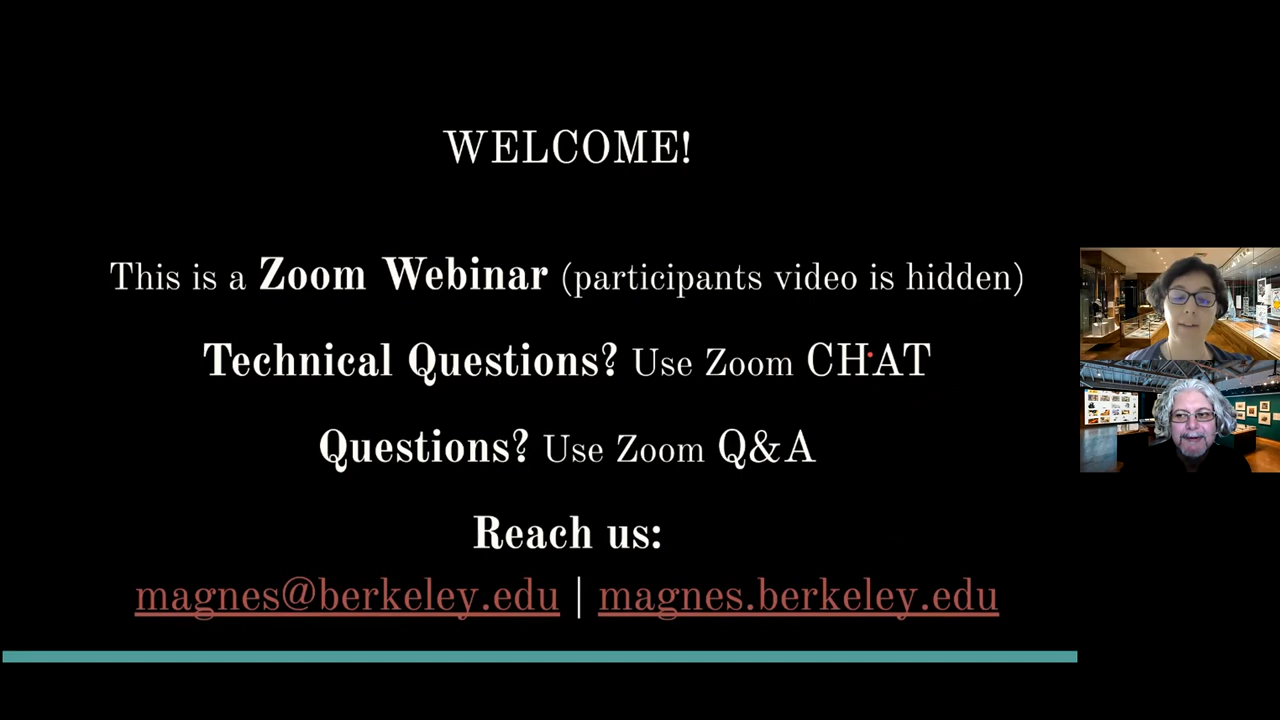 WELCOME!
This is a Zoom Webinar (participants video is hidden)
Technical Questions? Use Zoom CHAT
Questions? Use Zoom Q&A
Reach us:
magnes@berkeley.edu | magnes.berkeley.edu